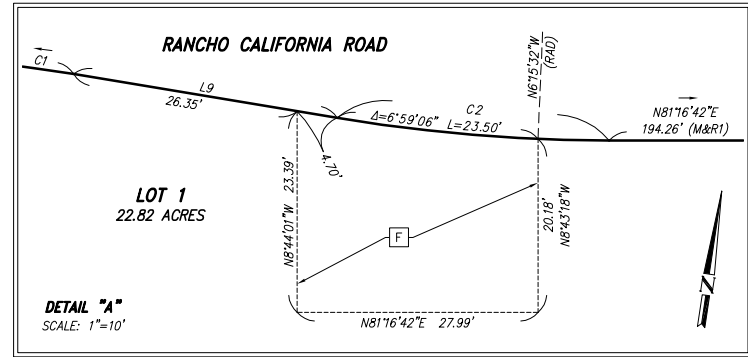 RANCHO CALIFORNIA ROAD
C1
L9
26.35'
Δ=6°59'06"
C2
L=23.50'
N6°15'32"W
(RAD)
N81°16'42"E
194.26' (M&R1)
4.70'
LOT 1
22.82 ACRES
N8°44'01"W 23.39'
F
20.18'
N8°43'18"W
N81°16'42"E 27.99'
DETAIL "A"
SCALE: 1"=10'
N